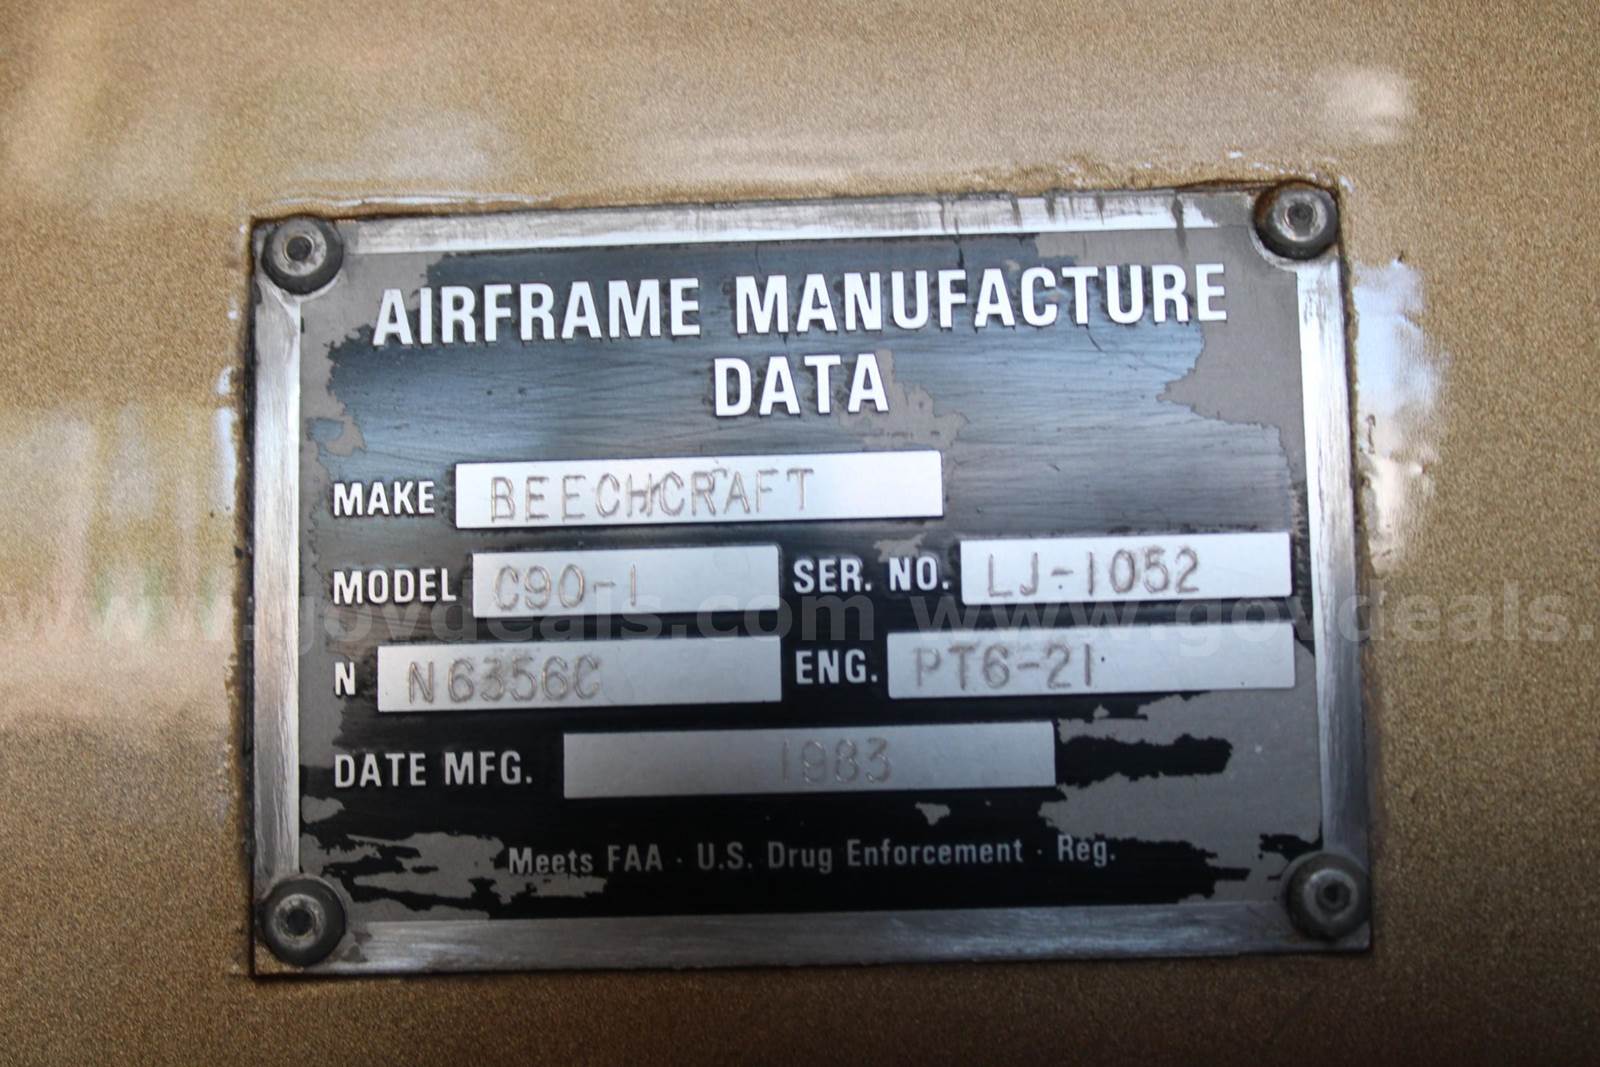 AIRFRAME MANUFACTURE
DATA
MAKE BEECHCRAFT
MODEL C90-1 SER. NO. LJ-1052
www.govdeals.com www.govdeals.
N N6356C ENG. PT6-21
DATE MFG. 1983
Meets FAA · U.S. Drug Enforcement · Reg.